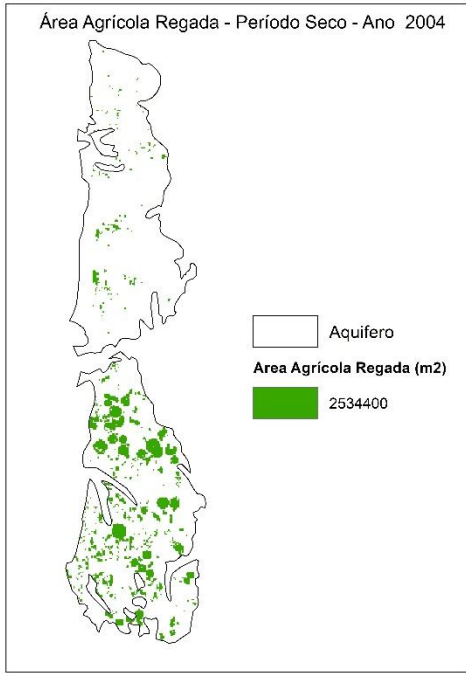 Área Agrícola Regada - Período Seco - Ano 2004
Aquifero
Area Agrícola Regada (m2)
2534400